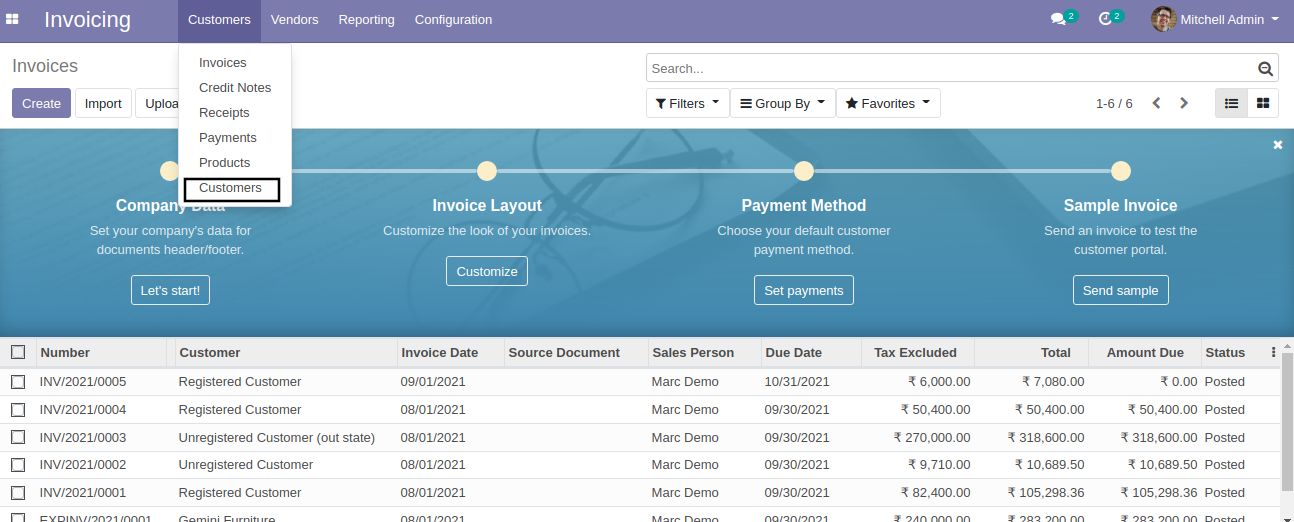 Invoicing Customers Vendors Reporting Configuration 2 2 Mitchell Admin
Invoices
Search...
Create Import Uploa
Filters Group By Favorites 1-6 / 6
Invoices
Credit Notes
Receipts
Payments
Products
Customers
Company Data Invoice Layout Payment Method Sample Invoice
Set your company's data for Customize the look of your invoices. Choose your default customer Send an invoice to test the
documents header/footer. payment method. customer portal.
Let's start! Customize Set payments Send sample
Number Customer Invoice Date Source Document Sales Person Due Date Tax Excluded Total Amount Due Status
INV/2021/0005 Registered Customer 09/01/2021 Marc Demo 10/31/2021 ₹ 6,000.00 ₹ 7,080.00 ₹ 0.00 Posted
INV/2021/0004 Registered Customer 08/01/2021 Marc Demo 09/30/2021 ₹ 50,400.00 ₹ 50,400.00 ₹ 50,400.00 Posted
INV/2021/0003 Unregistered Customer (out state) 08/01/2021 Marc Demo 09/30/2021 ₹ 270,000.00 ₹ 318,600.00 ₹ 318,600.00 Posted
INV/2021/0002 Unregistered Customer 08/01/2021 Marc Demo 09/30/2021 ₹ 9,710.00 ₹ 10,689.50 ₹ 10,689.50 Posted
INV/2021/0001 Registered Customer 08/01/2021 Marc Demo 09/30/2021 ₹ 82,400.00 ₹ 105,298.36 ₹ 105,298.36 Posted
EXPINV/2021/0001 Gemini Furniture 08/01/2021 Marc Demo 09/30/2021 ₹ 240,000.00 ₹ 283,200.00 ₹ 283,200.00 Posted